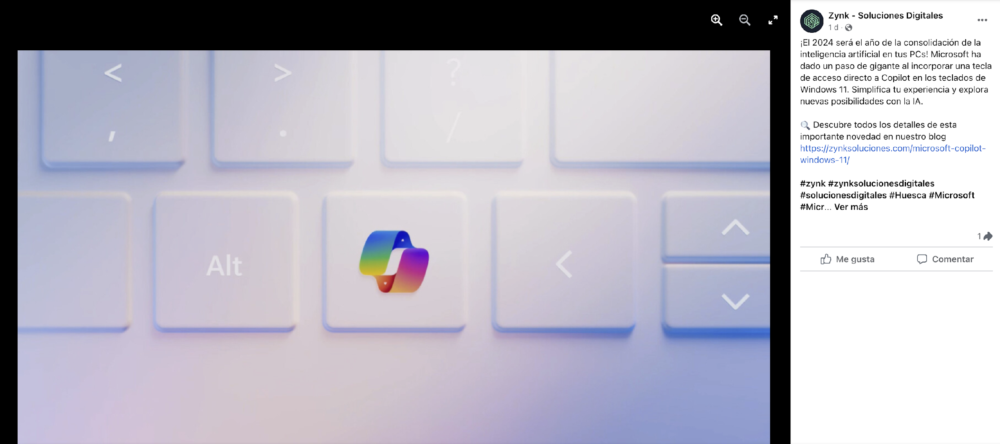 < > ?
, . /
Alt
Zynk - Soluciones Digitales
1 d ·
¡El 2024 será el año de la consolidación de la
inteligencia artificial en tus PCs! Microsoft ha
dado un paso de gigante al incorporar una tecla
de acceso directo a Copilot en los teclados de
Windows 11. Simplifica tu experiencia y explora
nuevas posibilidades con la IA.
🔍 Descubre todos los detalles de esta
importante novedad en nuestro blog
https://zynksoluciones.com/microsoft-copilot-
windows-11/
#zynk #zynksolucionesdigitales
#solucionesdigitales #Huesca #Microsoft
#Micr... Ver más
1
Me gusta Comentar